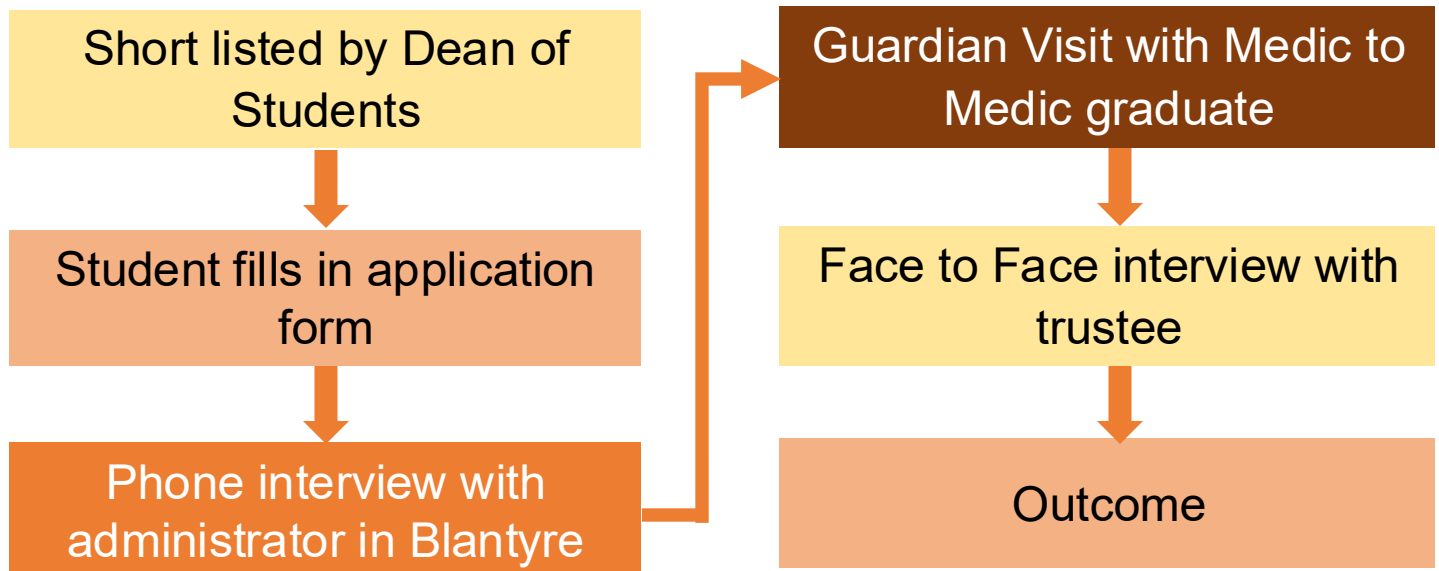 Short listed by Dean of
Students
Student fills in application
form
Phone interview with
administrator in Blantyre
Guardian Visit with Medic to
Medic graduate
Face to Face interview with
trustee
Outcome